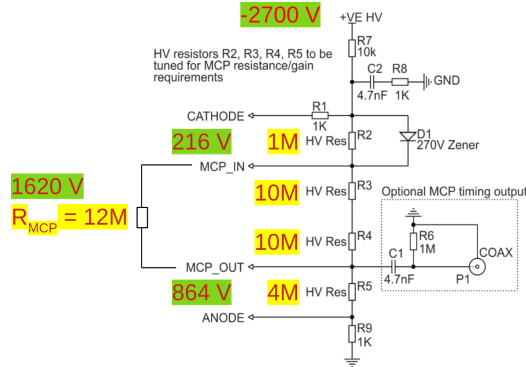 -2700 V
+VE HV
R7
10k
HV resistors R2, R3, R4, R5 to be
tuned for MCP resistance/gain
requirements
C2
R8
GND
4.7nF
1K
CATHODE
R1
1K
216 V
1M
HV Res
R2
D1
270V Zener
MCP_IN
1620 V
R MCP = 12M
10M
HV Res
R3
Optional MCP timing output
10M
HV Res
R4
R6
1M
C1
4.7nF
COAX
P1
MCP_OUT
864 V
4M
HV Res
R5
ANODE
R9
1K